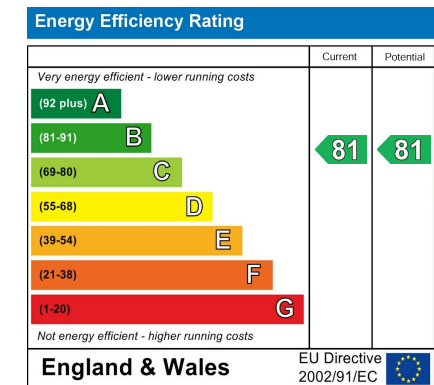 Energy Efficiency Rating
Current Potential
Very energy efficient - lower running costs
(92 plus) A
(81-91) B
81 81
(69-80) C
(55-68) D
(39-54) E
(21-38) F
(1-20) G
Not energy efficient - higher running costs
England & Wales
EU Directive
2002/91/EC